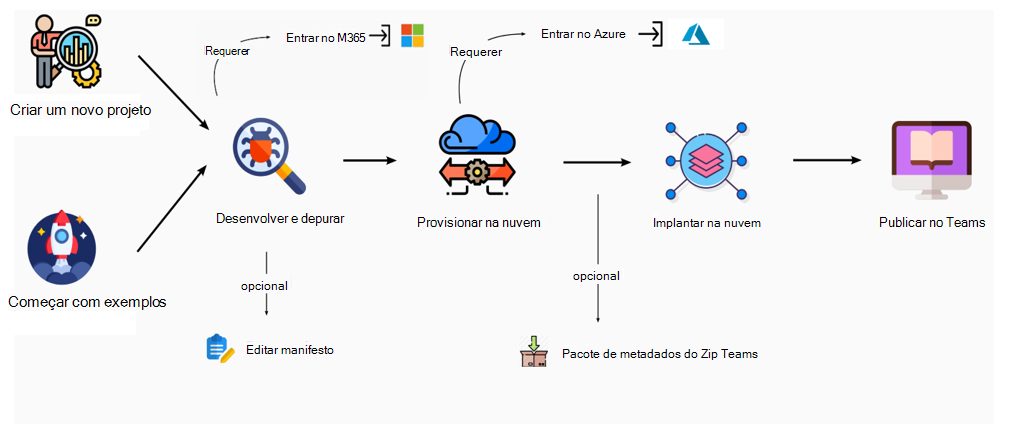 Criar um novo projeto
Requerer
Entrar no M365
Requerer
Entrar no Azure
Desenvolver e depurar
Provisionar na nuvem
Implantar na nuvem
Publicar no Teams
Começar com exemplos
opcional
opcional
Editar manifesto
Pacote de metadados do Zip Teams